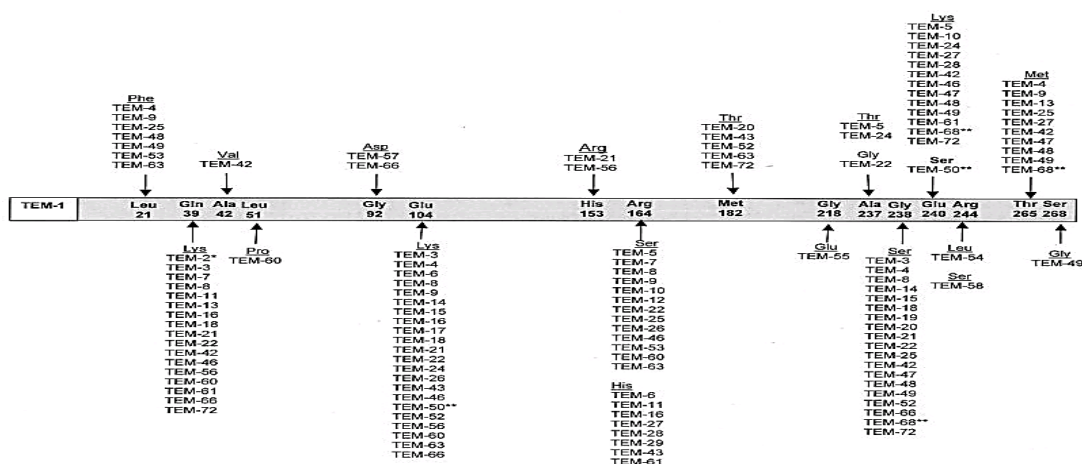 Phe
TEM-4
TEM-9
TEM-25
TEM-48
TEM-49
TEM-53
TEM-63
Val
TEM-42
Asp
TEM-57
TEM-66
Arg
TEM-21
TEM-56
Thr
TEM-20
TEM-43
TEM-52
TEM-63
TEM-72
Thr
TEM-5
TEM-24
Gly
TEM-22
Lys
TEM-5
TEM-10
TEM-24
TEM-27
TEM-28
TEM-42
TEM-46
TEM-47
TEM-48
TEM-49
TEM-61
TEM-68**
TEM-72
Ser
TEM-50**
Met
TEM-4
TEM-9
TEM-13
TEM-25
TEM-27
TEM-42
TEM-47
TEM-48
TEM-49
TEM-68**
TEM-1 Leu Gln Ala Leu Gly Glu His Arg Met Gly Ala Gly Glu Arg Thr Ser
21 39 42 51 92 104 153 164 182 218 237 238 240 244 265 268
Lys
TEM-2*
TEM-3
TEM-7
TEM-8
TEM-11
TEM-13
TEM-16
TEM-18
TEM-21
TEM-22
TEM-42
TEM-46
TEM-56
TEM-60
TEM-61
TEM-66
TEM-72
Pro
TEM-60
Lys
TEM-3
TEM-4
TEM-6
TEM-8
TEM-9
TEM-14
TEM-15
TEM-16
TEM-17
TEM-18
TEM-21
TEM-22
TEM-24
TEM-26
TEM-43
TEM-46
TEM-50**
TEM-52
TEM-56
TEM-60
TEM-63
TEM-66
Ser
TEM-5
TEM-7
TEM-8
TEM-9
TEM-10
TEM-12
TEM-22
TEM-25
TEM-26
TEM-46
TEM-53
TEM-60
TEM-63
His
TEM-6
TEM-11
TEM-16
TEM-27
TEM-28
TEM-29
TEM-43
TEM-61
Glu
TEM-55
Ser
TEM-3
TEM-4
TEM-8
TEM-14
TEM-15
TEM-18
TEM-19
TEM-20
TEM-21
TEM-22
TEM-25
TEM-42
TEM-47
TEM-48
TEM-49
TEM-52
TEM-66
TEM-68**
TEM-72
Leu
TEM-54
Ser
TEM-58
Gly
TEM-49